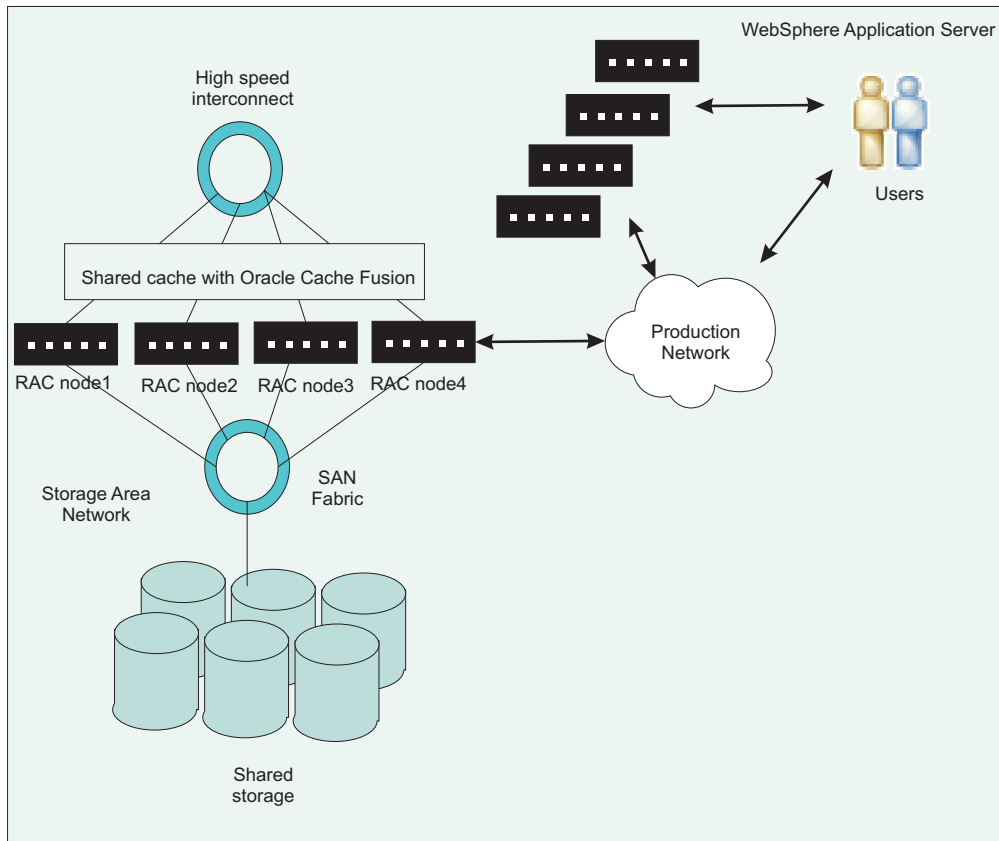 WebSphere Application Server
High speed
interconnect
Users
Shared cache with Oracle Cache Fusion
Production
Network
RAC node1
RAC node2
RAC node3
RAC node4
Storage Area
Network
SAN
Fabric
Shared
storage